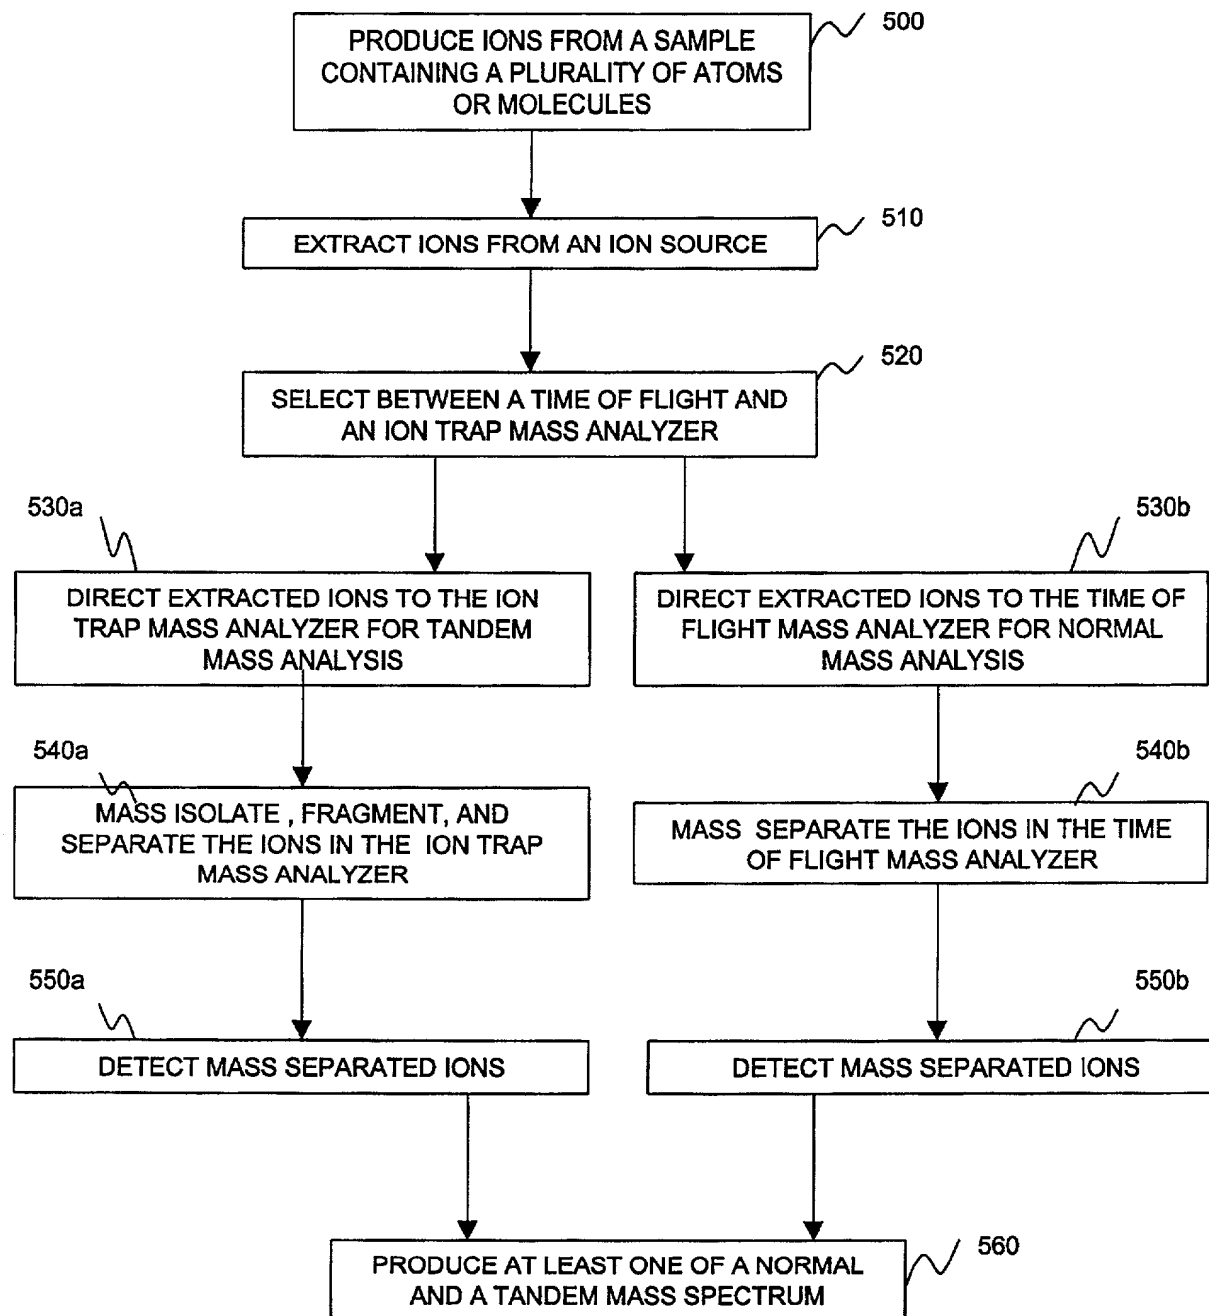 500
PRODUCE IONS FROM A SAMPLE
CONTAINING A PLURALITY OF ATOMS
OR MOLECULES
510
EXTRACT IONS FROM AN ION SOURCE
520
SELECT BETWEEN A TIME OF FLIGHT AND
AN ION TRAP MASS ANALYZER
530a
530b
DIRECT EXTRACTED IONS TO THE ION
TRAP MASS ANALYZER FOR TANDEM
MASS ANALYSIS
DIRECT EXTRACTED IONS TO THE TIME OF
FLIGHT MASS ANALYZER FOR NORMAL
MASS ANALYSIS
540a
540b
MASS ISOLATE , FRAGMENT, AND
SEPARATE THE IONS IN THE ION TRAP
MASS ANALYZER
MASS SEPARATE THE IONS IN THE TIME
OF FLIGHT MASS ANALYZER
550a
550b
DETECT MASS SEPARATED IONS
DETECT MASS SEPARATED IONS
560
PRODUCE AT LEAST ONE OF A NORMAL
AND A TANDEM MASS SPECTRUM